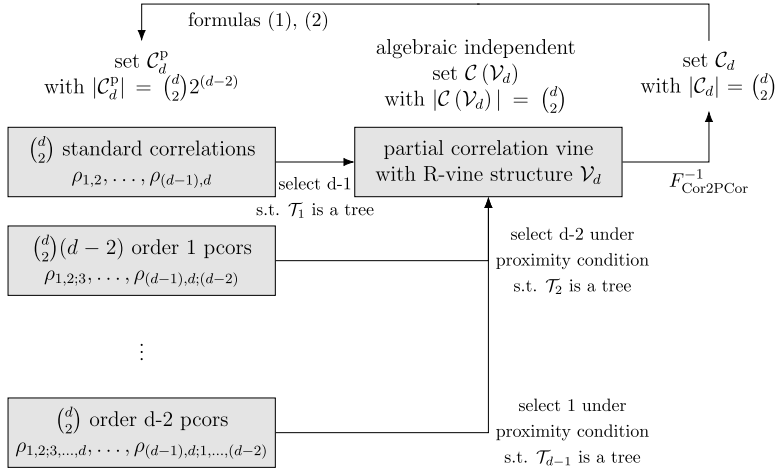 formulas (1), (2)
set $\mathcal{C}_d^{\mathrm{p}}$
with $|\mathcal{C}_d^{\mathrm{p}}| = \binom{d}{2} 2^{(d-2)}$
algebraic independent
set $\mathcal{C}(\mathcal{V}_d)$
with $|\mathcal{C}(\mathcal{V}_d)| = \binom{d}{2}$
set $\mathcal{C}_d$
with $|\mathcal{C}_d| = \binom{d}{2}$
$\binom{d}{2}$ standard correlations
$\rho_{1,2}, \ldots, \rho_{(d-1),d}$
select d-1
s.t. $\mathcal{T}_1$ is a tree
partial correlation vine
with R-vine structure $\mathcal{V}_d$
$F_{\mathrm{Cor2PCor}}^{-1}$
$\binom{d}{2}(d-2)$ order 1 pcors
$\rho_{1,2;3}, \ldots, \rho_{(d-1),d;(d-2)}$
select d-2 under
proximity condition
s.t. $\mathcal{T}_2$ is a tree
⋮
$\binom{d}{2}$ order d-2 pcors
$\rho_{1,2;3,\ldots,d}, \ldots, \rho_{(d-1),d;1,\ldots,(d-2)}$
select 1 under
proximity condition
s.t. $\mathcal{T}_{d-1}$ is a tree